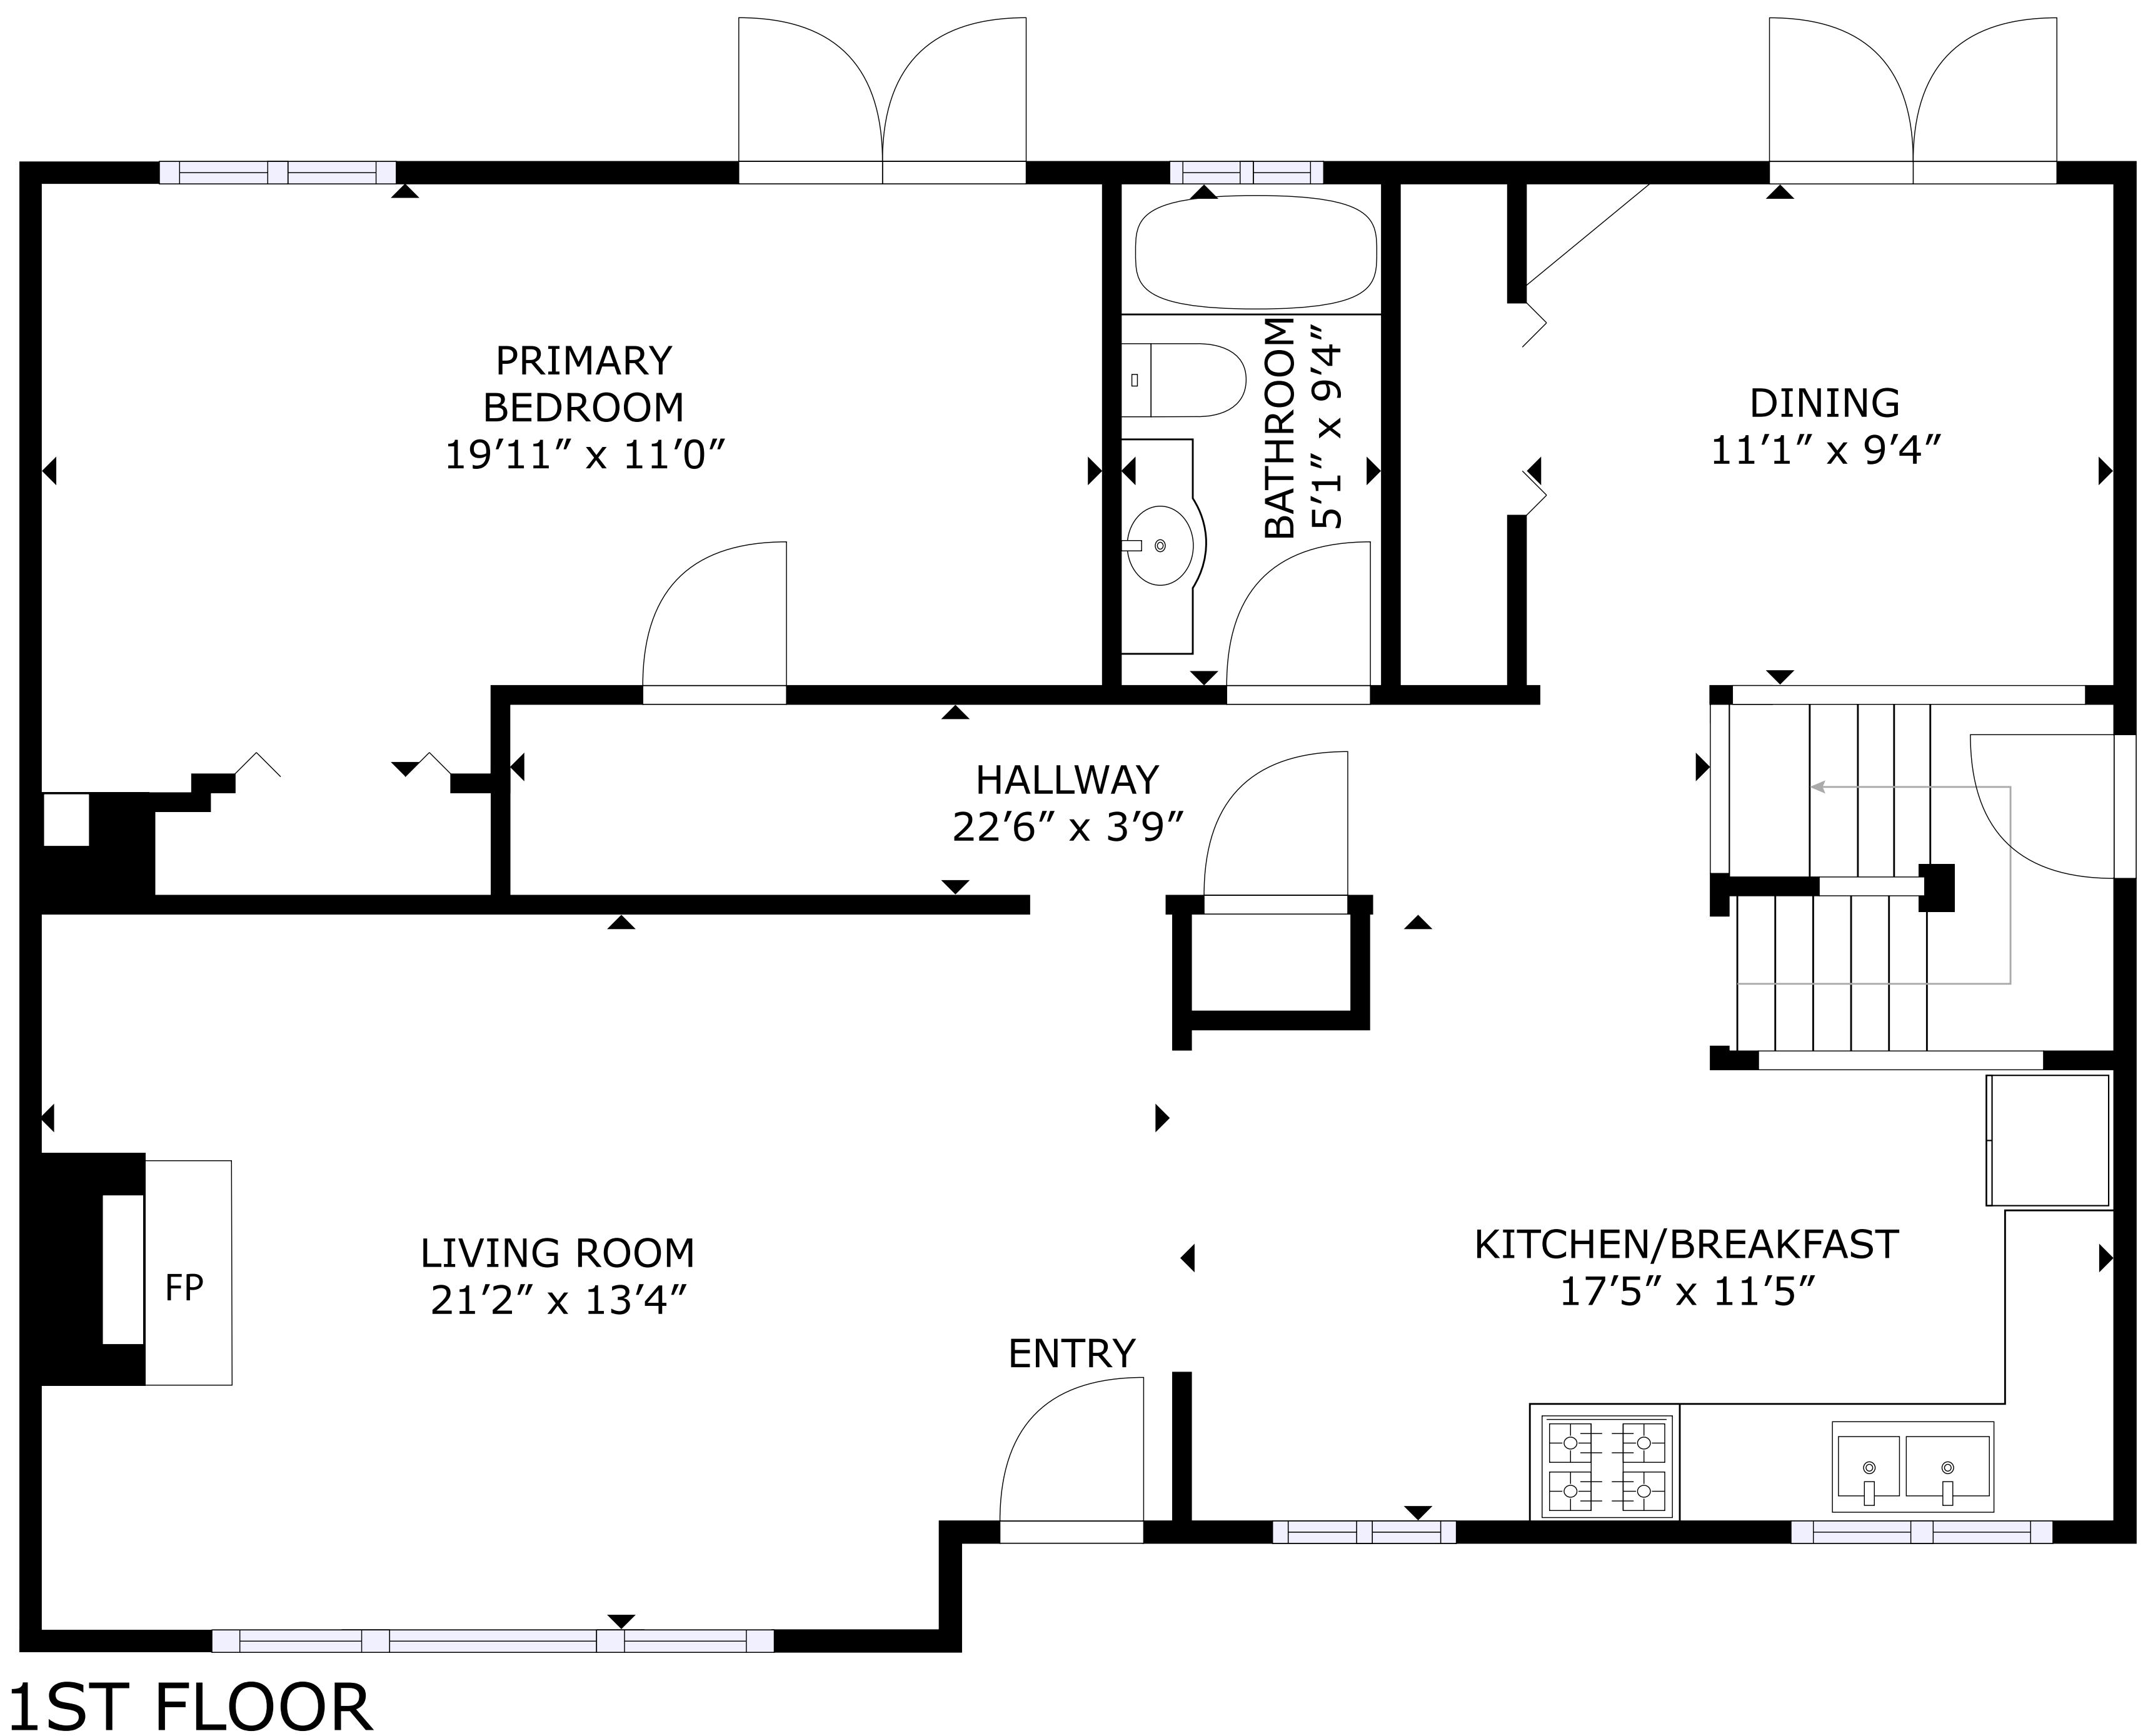 PRIMARY
BEDROOM
19’11” x 11’0”
BATHROOM
5’1” x 9’4”
DINING
11’1” x 9’4”
HALLWAY
22’6” x 3’9”
LIVING ROOM
21’2” x 13’4”
FP
ENTRY
KITCHEN/BREAKFAST
17’5” x 11’5”
1ST FLOOR